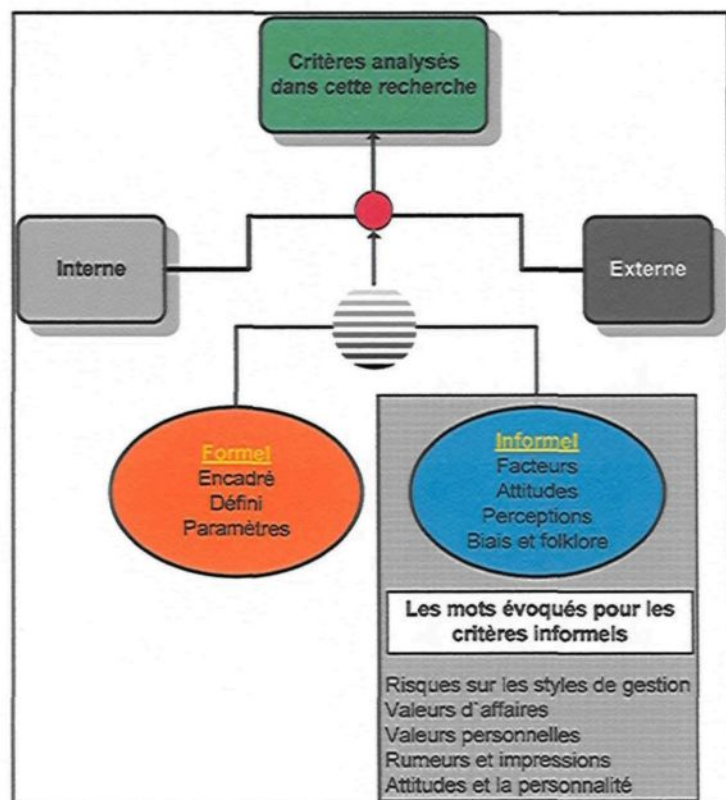 Critères analysés
dans cette recherche
Interne
Externe
Formel
Encadré
Défini
Paramètres
Informel
Facteurs
Attitudes
Perceptions
Biais et folklore
Les mots évoqués pour les
critères informels
Risques sur les styles de gestion
Valeurs d`affaires
Valeurs personnelles
Rumeurs et impressions
Attitudes et la personnalité